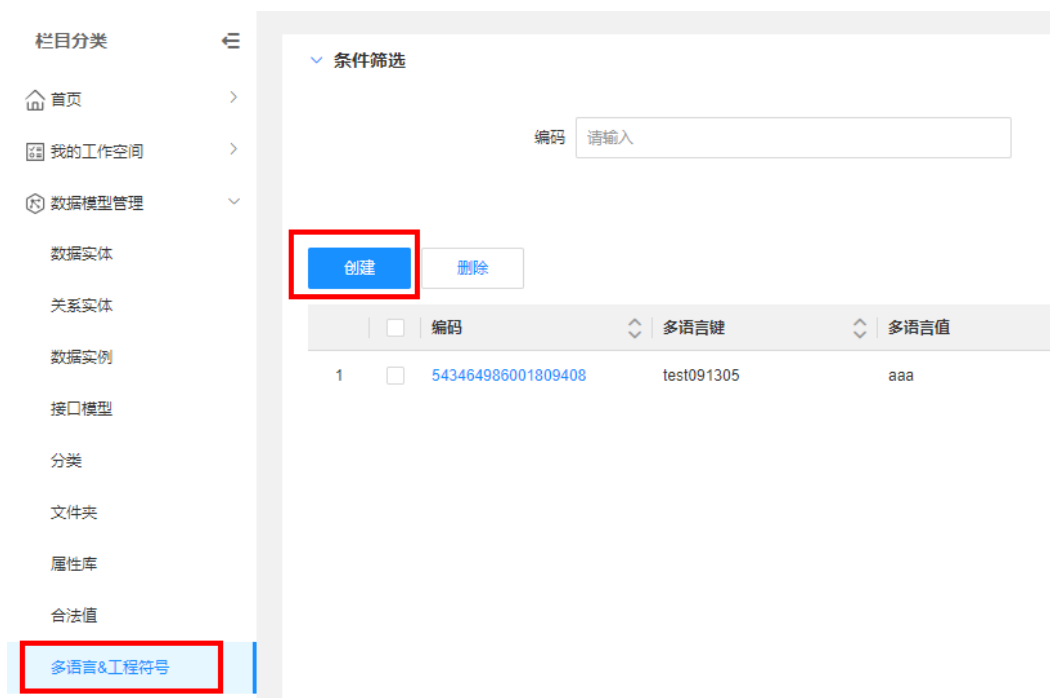 栏目分类
首页
我的工作空间
数据模型管理
数据实体
关系实体
数据实例
接口模型
分类
文件夹
属性库
合法值
多语言&工程符号
条件筛选
编码 请输入
创建 删除
编码 多语言键 多语言值
1 543464986001809408 test091305 aaa